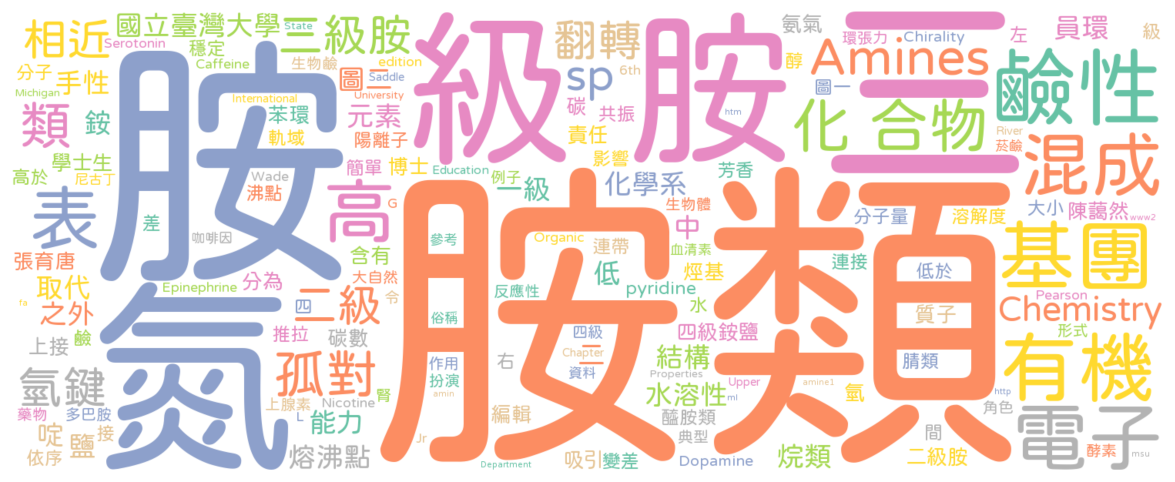 相近
國立臺灣大學
State
三級胺
級
胺
三
翻轉
氨氣
環張力
Chirality
左
員環
級
Serotonin
穩定
Caffeine
生物鹼
edition
圖二
Saddle
sp
6th
醇
Amines
圖一
鹼性
分子
手性
Michigan
International
University
碳
共振
htm
化
合物
二
類
銨
胺
苯環
軌域
元素
陽離子
責任
影響
River
菸鹼
混成
學士生
高於
尼古丁
Wade
沸點
簡單
博士
Education
例子
一級
化學系
芳香
一
表
差
高
G
生物體
中
分子量
溶解度
大小
陳藹然
www2
咖啡因
參考
Organic
連帶
血清素
胺類
基團
張育唐
含有
低
烴基
連接
低於
取代
Epinephrine
分為
大自然
反應性
pyridine
Pearson
fa
之外
氮
四
二級
令
俗稱
水
質子
Chemistry
上接
鹼
推拉
碳數
四級
四級銨鹽
形式
Chapter
右
結構
Properties
腈類
有機
氫鍵
孤對
作用
扮演
資料
Upper
amine1
http
藥物
多巴胺
上腺素
Nicotine
腎
amin
水溶性
ml
氫
角色
電子
啶
鹽
接
L
能力
編輯
醯胺類
典型
間
依序
熔沸點
Jr
Department
吸引
變差
Dopamine
烷類
二級胺
酵素
msu